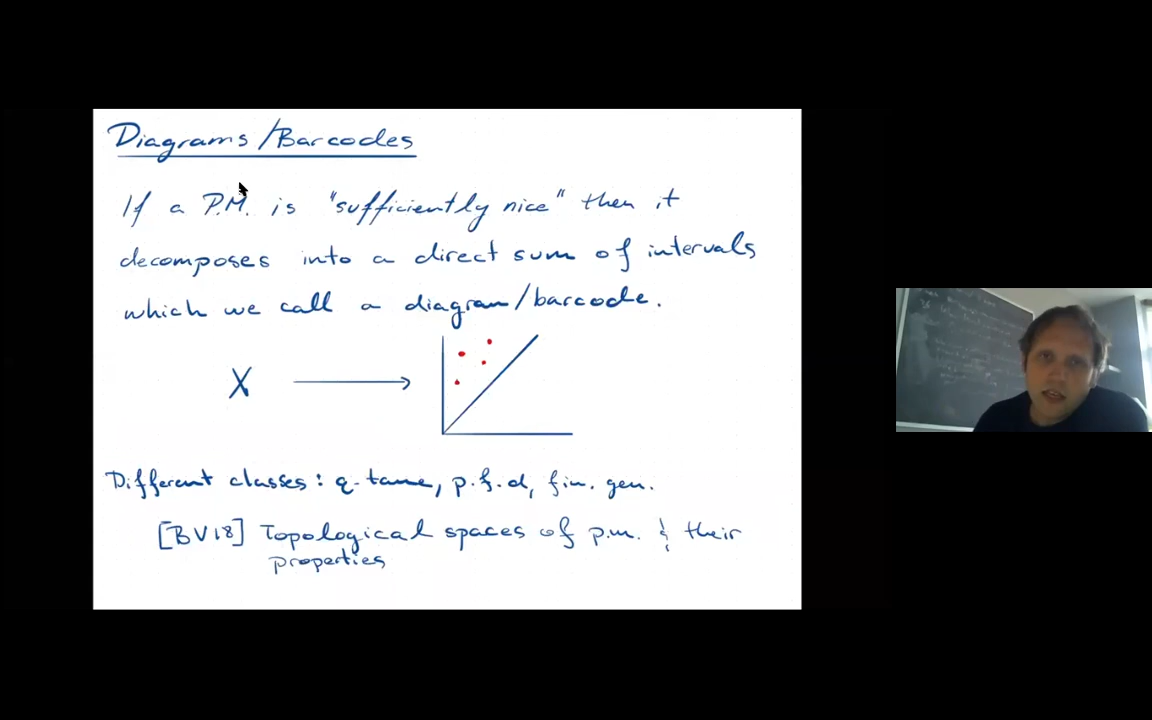 Diagrams/Barcodes
If a P.M. is "sufficiently nice" then it
decomposes into a direct sum of intervals
which we call a diagram/barcode.
X
Different classes: q-tame, p.f.d, fin. gen.
[BV18] Topological spaces of p.m. & their
properties